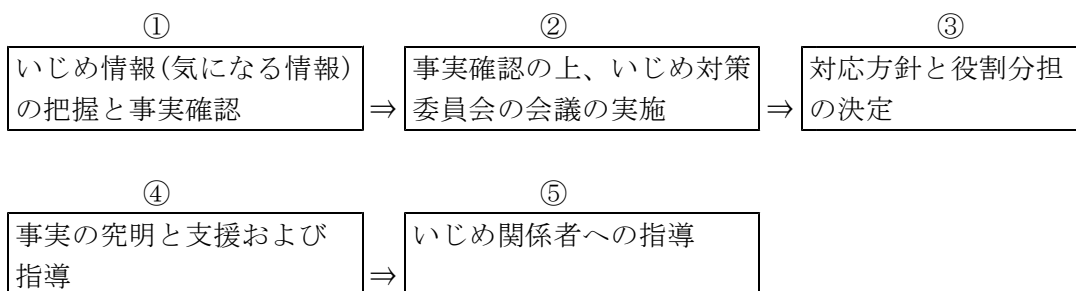 ① ② ③
いじめ情報(気になる情報) 事実確認の上、いじめ対策 対応方針と役割分担
の把握と事実確認 ⇒ 委員会の会議の実施 ⇒ の決定
④ ⑤
事実の究明と支援および いじめ関係者への指導
指導 ⇒